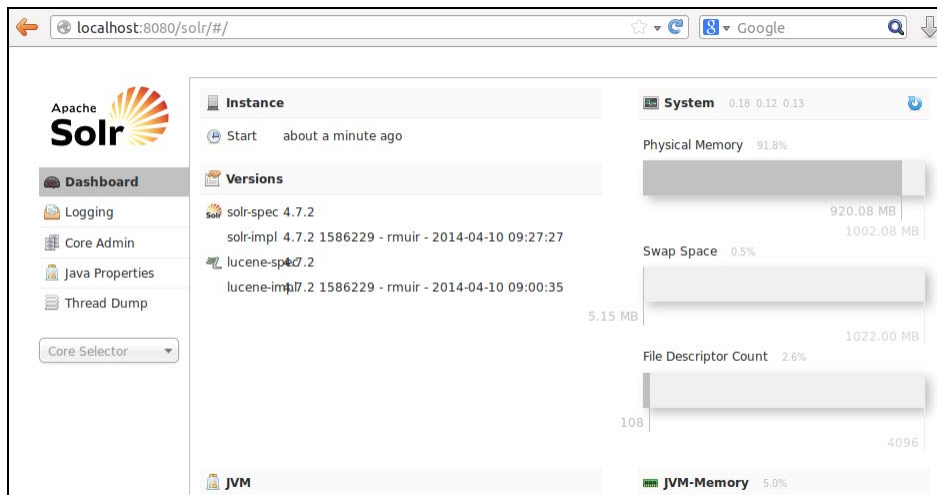 localhost:8080/solr/#/
Google
Apache
Solr
Dashboard
Logging
Core Admin
Java Properties
Thread Dump
Core Selector
Instance
Start about a minute ago
Versions
solr-spec 4.7.2
solr-impl 4.7.2 1586229 - rmuir - 2014-04-10 09:27:27
lucene-spec 4.7.2
lucene-impl 4.7.2 1586229 - rmuir - 2014-04-10 09:00:35
JVM
System 0.18 0.12 0.13
Physical Memory 91.8%
920.08 MB
1002.08 MB
Swap Space 0.5%
5.15 MB
1022.00 MB
File Descriptor Count 2.6%
108
4096
JVM-Memory 5.0%